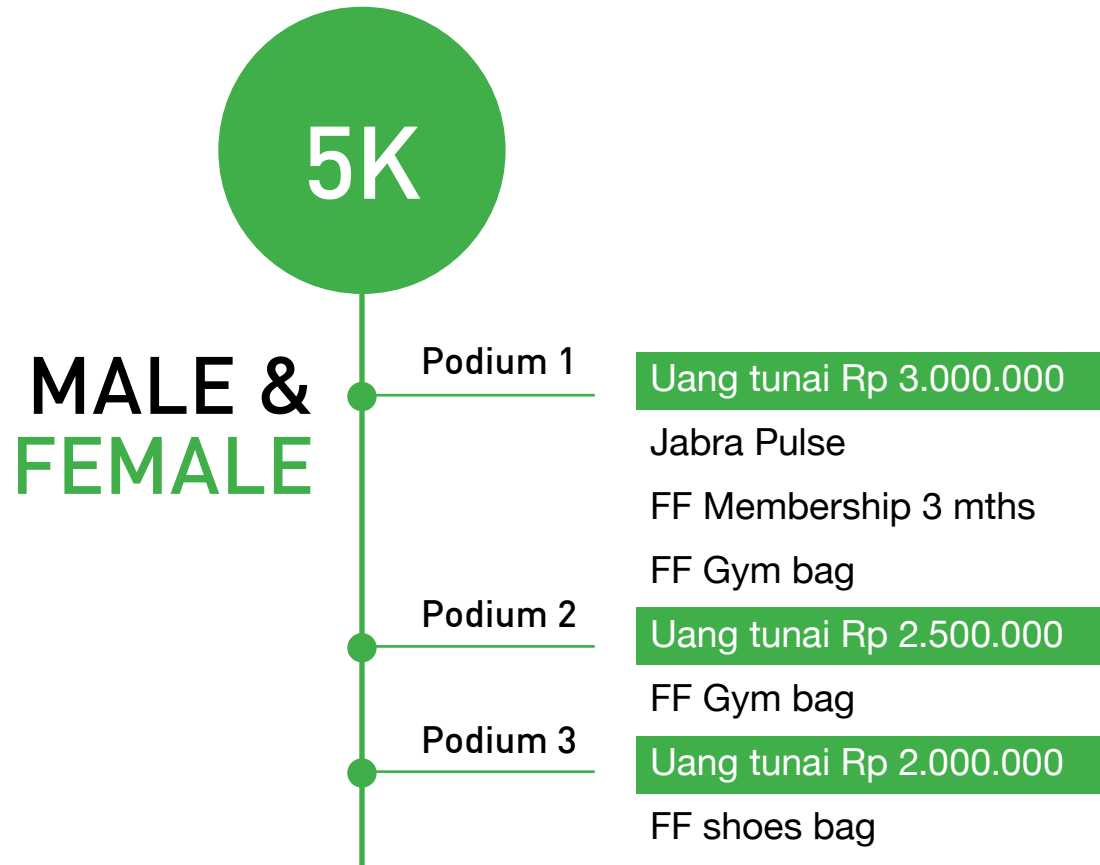 5K
MALE &
FEMALE
Podium 1
Uang tunai Rp 3.000.000
Jabra Pulse
FF Membership 3 mths
FF Gym bag
Podium 2
Uang tunai Rp 2.500.000
FF Gym bag
Podium 3
Uang tunai Rp 2.000.000
FF shoes bag